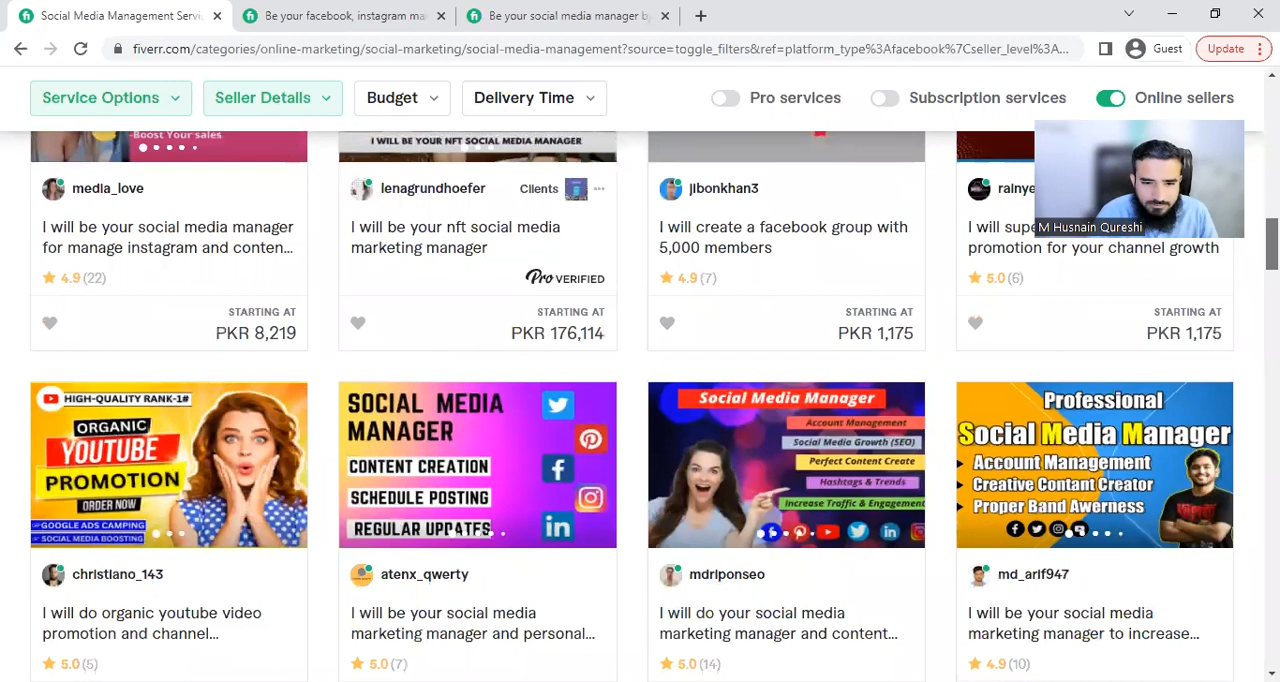 Social Media Management Servi
Be your facebook, instagram ma
Be your social media manager b
fiverr.com/categories/online-marketing/social-marketing/social-media-management?source=toggle_filters&ref=platform_type%3Afacebook%7Cseller_level%3A...
Guest
Update
Service Options
Seller Details
Budget
Delivery Time
Pro services
Subscription services
Online sellers
-Boost Your sales
I WILL BE YOUR NFT SOCIAL MEDIA MANAGER
media_love
lenagrundhoefer
Clients
jibonkhan3
rainye
M Husnain Qureshi
I will be your social media manager
for manage instagram and conten...
I will be your nft social media
marketing manager
I will create a facebook group with
5,000 members
I will supe
promotion for your channel growth
4.9 (22)
Pro VERIFIED
4.9 (7)
5.0 (6)
STARTING AT
PKR 8,219
STARTING AT
PKR 176,114
STARTING AT
PKR 1,175
STARTING AT
PKR 1,175
HIGH-QUALITY RANK-1#
ORGANIC
YOUTUBE
PROMOTION
ORDER NOW
GOOGLE ADS CAMPING
SOCIAL MEDIA BOOSTING
SOCIAL MEDIA
MANAGER
CONTENT CREATION
SCHEDULE POSTING
REGULAR UPDATES
Social Media Manager
Account Management
Social Media Growth (SEO)
Perfect Content Create
Hashtags & Trends
Increase Traffic & Engagement
Professional
Social Media Manager
Account Management
Creative Contant Creator
Proper Band Awerness
christiano_143
atenx_qwerty
mdriponseo
md_arif947
I will do organic youtube video
promotion and channel...
I will be your social media
marketing manager and personal...
I will do your social media
marketing manager and content...
I will be your social media
marketing manager to increase...
5.0 (5)
5.0 (7)
5.0 (14)
4.9 (10)